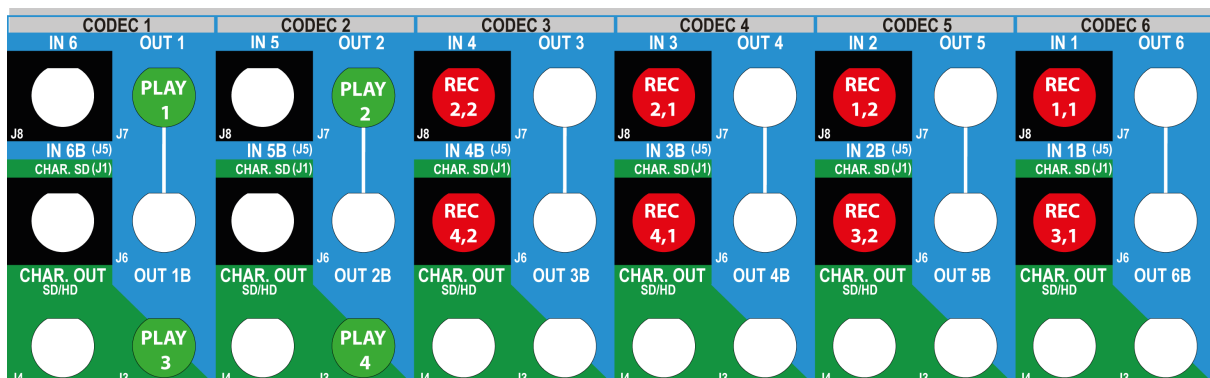 CODEC 1 CODEC 2 CODEC 3 CODEC 4 CODEC 5 CODEC 6
IN 6 OUT 1 IN 5 OUT 2 IN 4 OUT 3 IN 3 OUT 4 IN 2 OUT 5 IN 1 OUT 6
PLAY PLAY REC REC REC REC
1 2 2,2 2,1 1,2 1,1
J8 J7 J8 J7 J8 J7 J8 J7 J8 J7 J8 J7
IN 6B (J5) IN 5B (J5) IN 4B (J5) IN 3B (J5) IN 2B (J5) IN 1B (J5)
CHAR. SD (J1) CHAR. SD (J1) CHAR. SD (J1) CHAR. SD (J1) CHAR. SD (J1) CHAR. SD (J1)
REC REC REC REC
4,2 4,1 3,2 3,1
J6 J6 J6 J6 J6 J6
CHAR. OUT OUT 1B CHAR. OUT OUT 2B CHAR. OUT OUT 3B CHAR. OUT OUT 4B CHAR. OUT OUT 5B CHAR. OUT OUT 6B
SD/HD SD/HD SD/HD SD/HD SD/HD SD/HD
PLAY PLAY
3 4